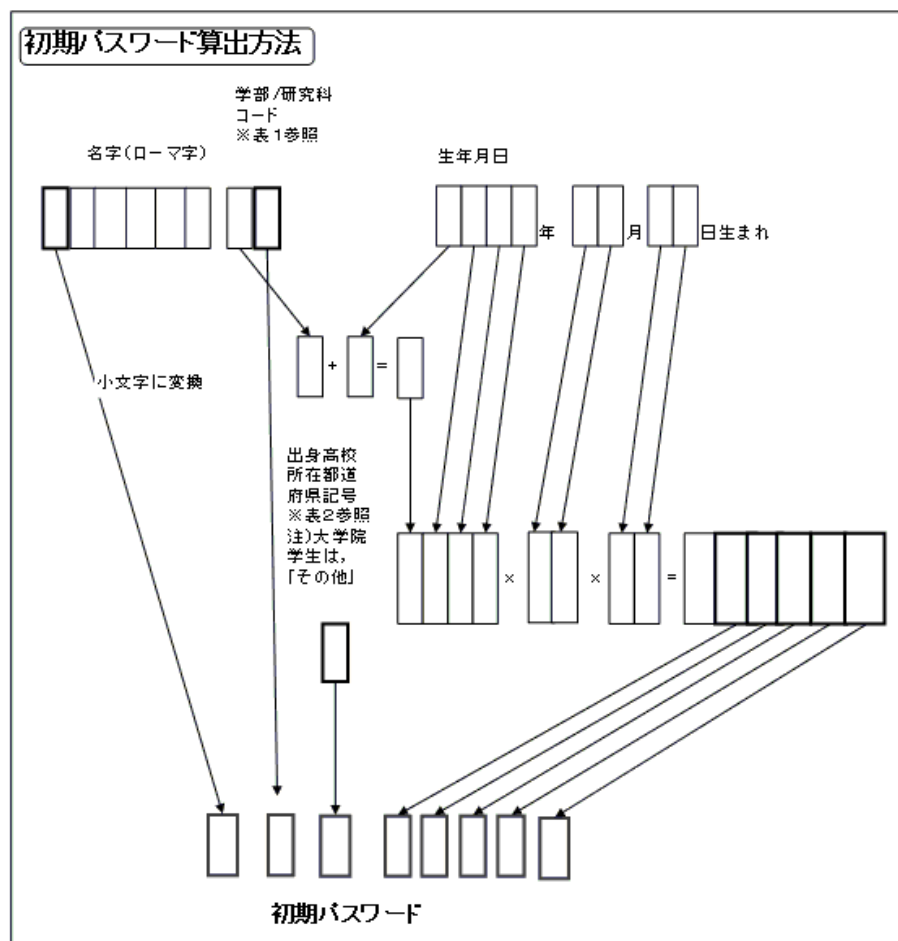 初期パスワード算出方法
学部/研究科
コード
※表1参照
名字(ローマ字)
生年月日
年
月
日生まれ
+
=
小文字に変換
出身高校
所在都道
府県記号
※表2参照
注)大学院
学生は,
「その他」
×
×
=
初期パスワード